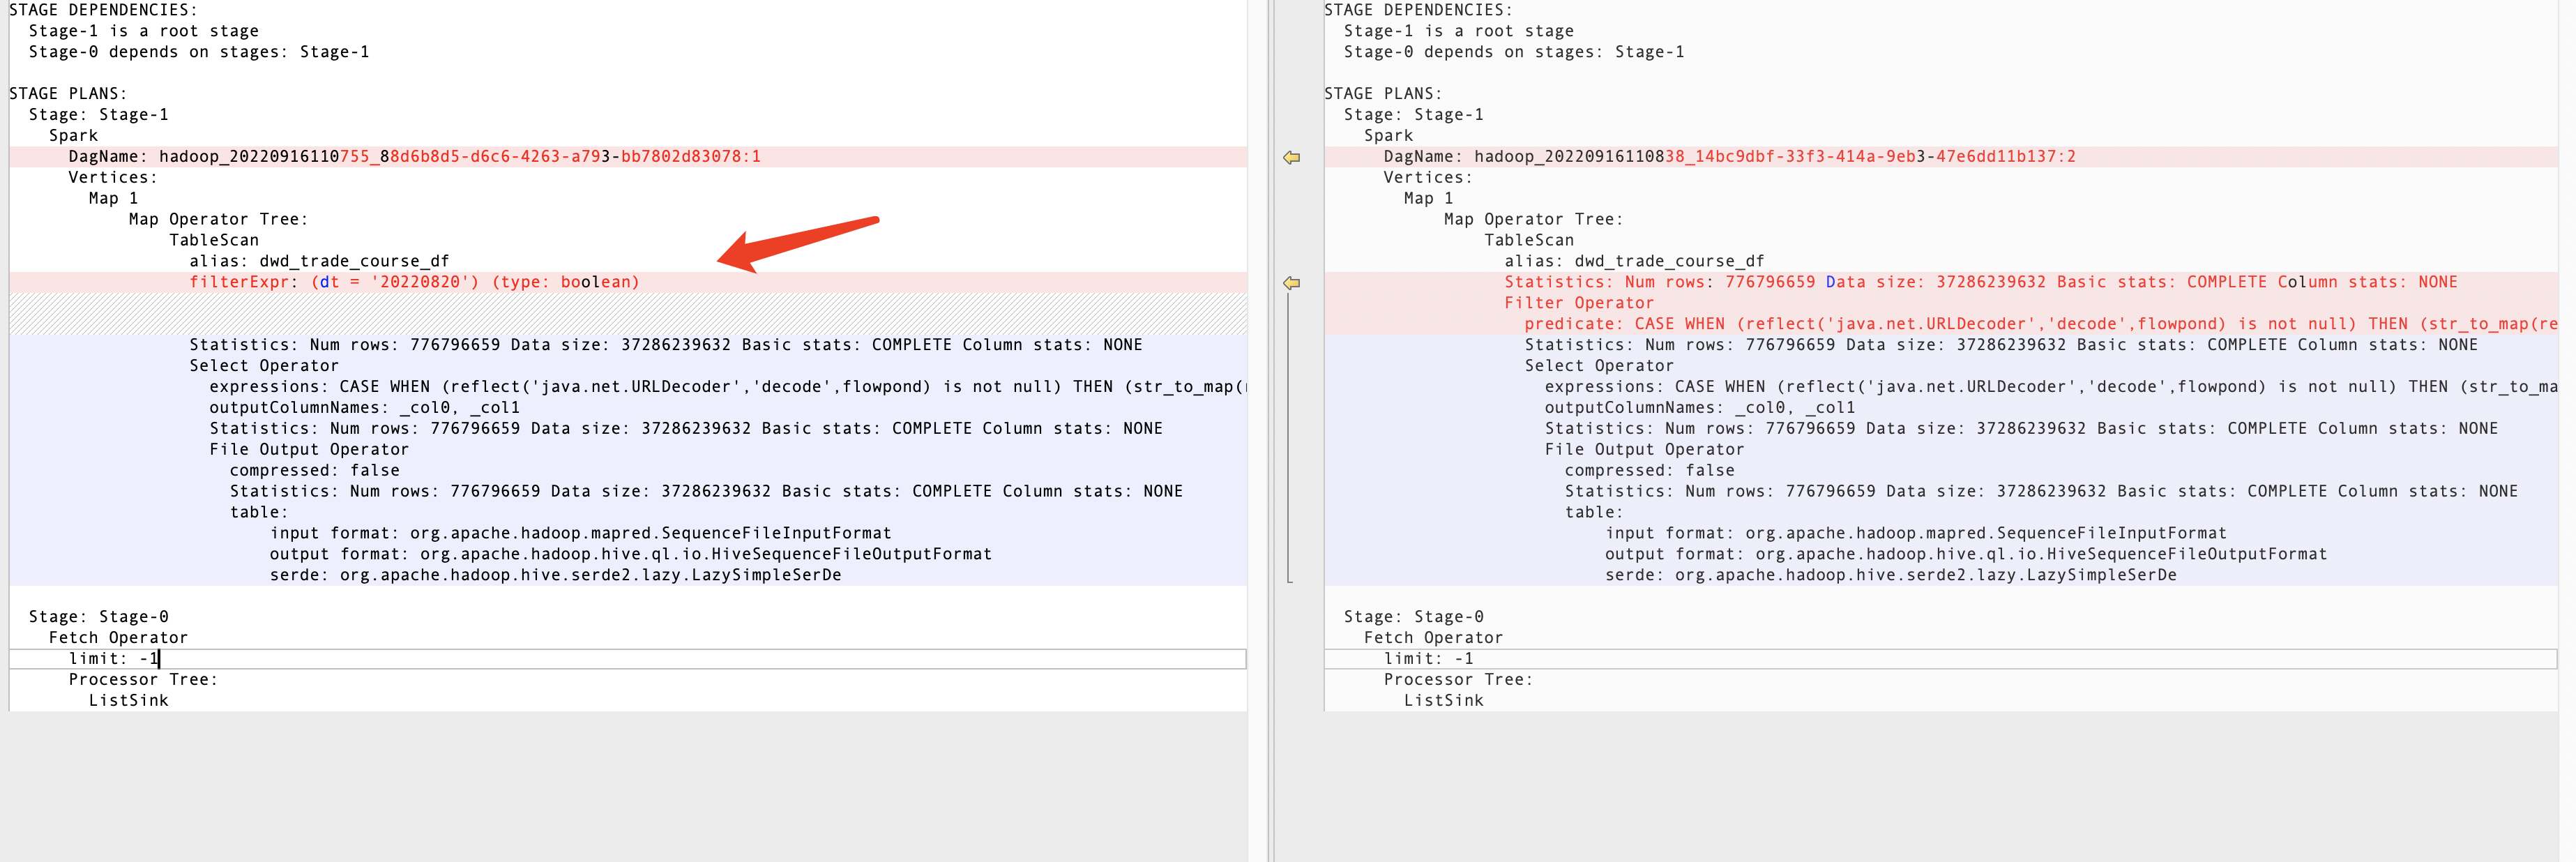 STAGE DEPENDENCIES:
Stage-1 is a root stage
Stage-0 depends on stages: Stage-1
STAGE PLANS:
Stage: Stage-1
Spark
DagName: hadoop_20220916110755_88d6b8d5-d6c6-4263-a793-bb7802d83078:1
Vertices:
Map 1
Map Operator Tree:
TableScan
alias: dwd_trade_course_df
filterExpr: (dt = '20220820') (type: boolean)
Statistics: Num rows: 776796659 Data size: 37286239632 Basic stats: COMPLETE Column stats: NONE
Select Operator
expressions: CASE WHEN (reflect('java.net.URLDecoder','decode',flowpond) is not null) THEN (str_to_map(
outputColumnNames: _col0, _col1
Statistics: Num rows: 776796659 Data size: 37286239632 Basic stats: COMPLETE Column stats: NONE
File Output Operator
compressed: false
Statistics: Num rows: 776796659 Data size: 37286239632 Basic stats: COMPLETE Column stats: NONE
table:
input format: org.apache.hadoop.mapred.SequenceFileInputFormat
output format: org.apache.hadoop.hive.ql.io.HiveSequenceFileOutputFormat
serde: org.apache.hadoop.hive.serde2.lazy.LazySimpleSerDe
Stage: Stage-0
Fetch Operator
limit: -1
Processor Tree:
ListSink
STAGE DEPENDENCIES:
Stage-1 is a root stage
Stage-0 depends on stages: Stage-1
STAGE PLANS:
Stage: Stage-1
Spark
DagName: hadoop_20220916110838_14bc9dbf-33f3-414a-9eb3-47e6dd11b137:2
Vertices:
Map 1
Map Operator Tree:
TableScan
alias: dwd_trade_course_df
Statistics: Num rows: 776796659 Data size: 37286239632 Basic stats: COMPLETE Column stats: NONE
Filter Operator
predicate: CASE WHEN (reflect('java.net.URLDecoder','decode',flowpond) is not null) THEN (str_to_map(re
Statistics: Num rows: 776796659 Data size: 37286239632 Basic stats: COMPLETE Column stats: NONE
Select Operator
expressions: CASE WHEN (reflect('java.net.URLDecoder','decode',flowpond) is not null) THEN (str_to_ma
outputColumnNames: _col0, _col1
Statistics: Num rows: 776796659 Data size: 37286239632 Basic stats: COMPLETE Column stats: NONE
File Output Operator
compressed: false
Statistics: Num rows: 776796659 Data size: 37286239632 Basic stats: COMPLETE Column stats: NONE
table:
input format: org.apache.hadoop.mapred.SequenceFileInputFormat
output format: org.apache.hadoop.hive.ql.io.HiveSequenceFileOutputFormat
serde: org.apache.hadoop.hive.serde2.lazy.LazySimpleSerDe
Stage: Stage-0
Fetch Operator
limit: -1
Processor Tree:
ListSink